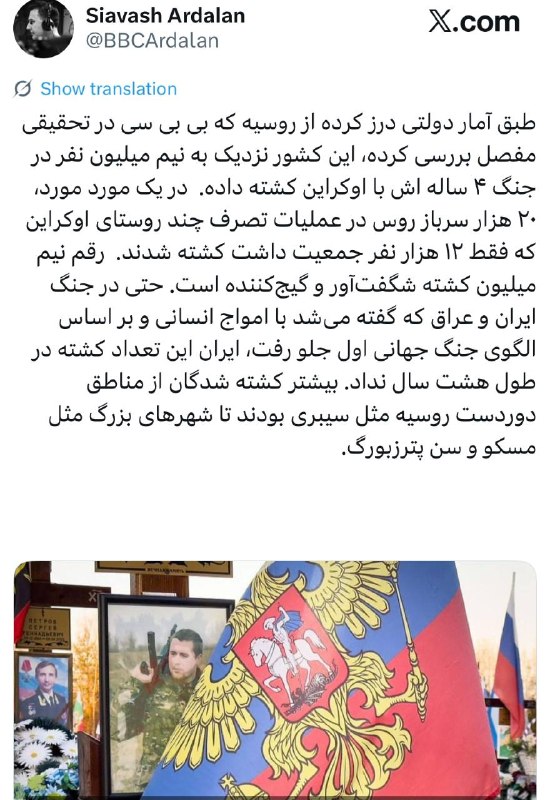 Siavash Ardalan
@BBCArdalan
X.com
Show translation
طبق آمار دولتی درز کرده از روسیه که بی بی سی در تحقیقی
مفصل بررسی کرده، این کشور نزدیک به نیم میلیون نفر در
جنگ ۴ ساله اش با اوکراین کشته داده. در یک مورد مورد،
۲۰ هزار سرباز روس در عملیات تصرف چند روستای اوکراین
که فقط ۱۲ هزار نفر جمعیت داشت کشته شدند. رقم نیم
میلیون کشته شگفت‌آور و گیج‌کننده است. حتی در جنگ
ایران و عراق که گفته می‌شد با امواج انسانی و بر اساس
الگوی جنگ جهانی اول جلو رفت، ایران این تعداد کشته در
طول هشت سال نداد. بیشتر کشته شدگان از مناطق
دوردست روسیه مثل سیبری بودند تا شهرهای بزرگ مثل
مسکو و سن پترزبورگ.
ПЕТРОВ
СЕРГЕЙ
ГЕННАДЬЕВИЧ